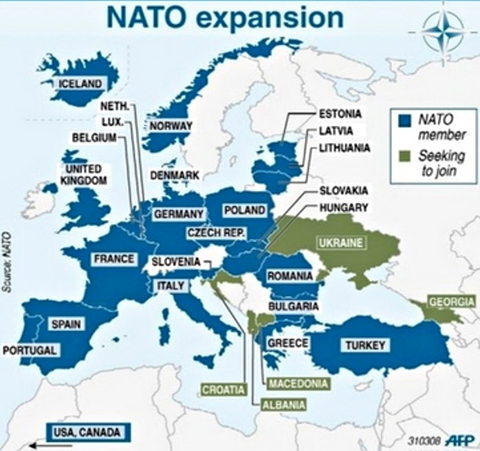 NATO expansion
ICELAND
NETH.
LUX.
BELGIUM
NORWAY
ESTONIA
LATVIA
LITHUANIA
NATO
member
Seeking
to join
UNITED
KINGDOM
DENMARK
SLOVAKIA
HUNGARY
GERMANY
POLAND
CZECH REP.
UKRAINE
Source: NATO
FRANCE
SLOVENIA
ITALY
ROMANIA
GEORGIA
BULGARIA
SPAIN
PORTUGAL
GREECE
TURKEY
CROATIA
MACEDONIA
ALBANIA
USA, CANADA
310308 AFP